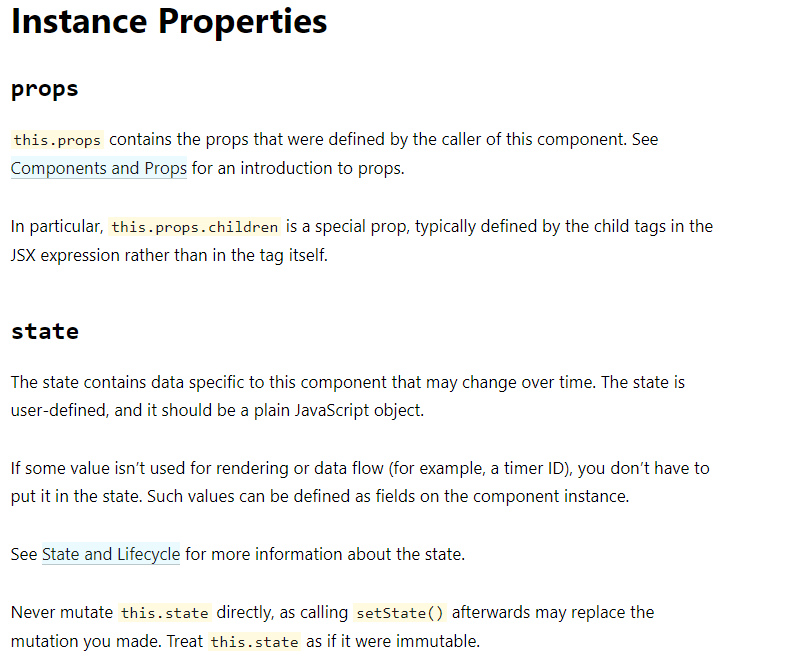 Instance Properties
props
this.props contains the props that were defined by the caller of this component. See
Components and Props for an introduction to props.
In particular, this.props.children is a special prop, typically defined by the child tags in the
JSX expression rather than in the tag itself.
state
The state contains data specific to this component that may change over time. The state is
user-defined, and it should be a plain JavaScript object.
If some value isn’t used for rendering or data flow (for example, a timer ID), you don’t have to
put it in the state. Such values can be defined as fields on the component instance.
See State and Lifecycle for more information about the state.
Never mutate this.state directly, as calling setState() afterwards may replace the
mutation you made. Treat this.state as if it were immutable.